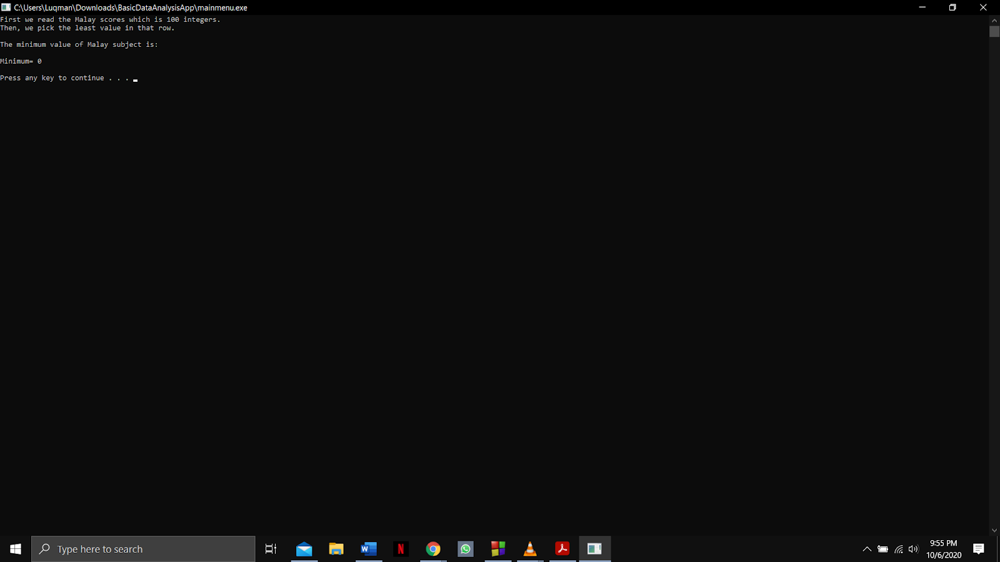 C:\Users\Luqman\Downloads\BasicDataAnalysisApp\mainmenu.exe
First we read the Malay scores which is 100 integers.
Then, we pick the least value in that row.
The minimum value of Malay subject is:
Minimum= 0
Press any key to continue . . .
Type here to search
W
N
9:55 PM
10/6/2020